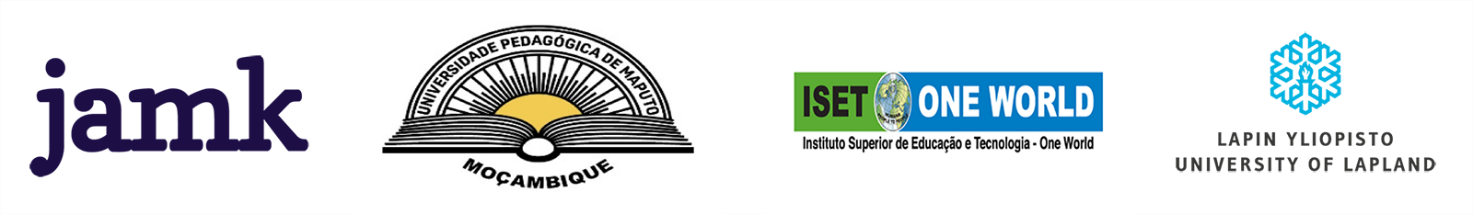 jamk
UNIVERSIDADE PEDAGÓGICA DE MAPUTO
MOÇAMBIQUE
ISET ONE WORLD
Instituto Superior de Educação e Tecnologia - One World
LAPIN YLIOPISTO
UNIVERSITY OF LAPLAND